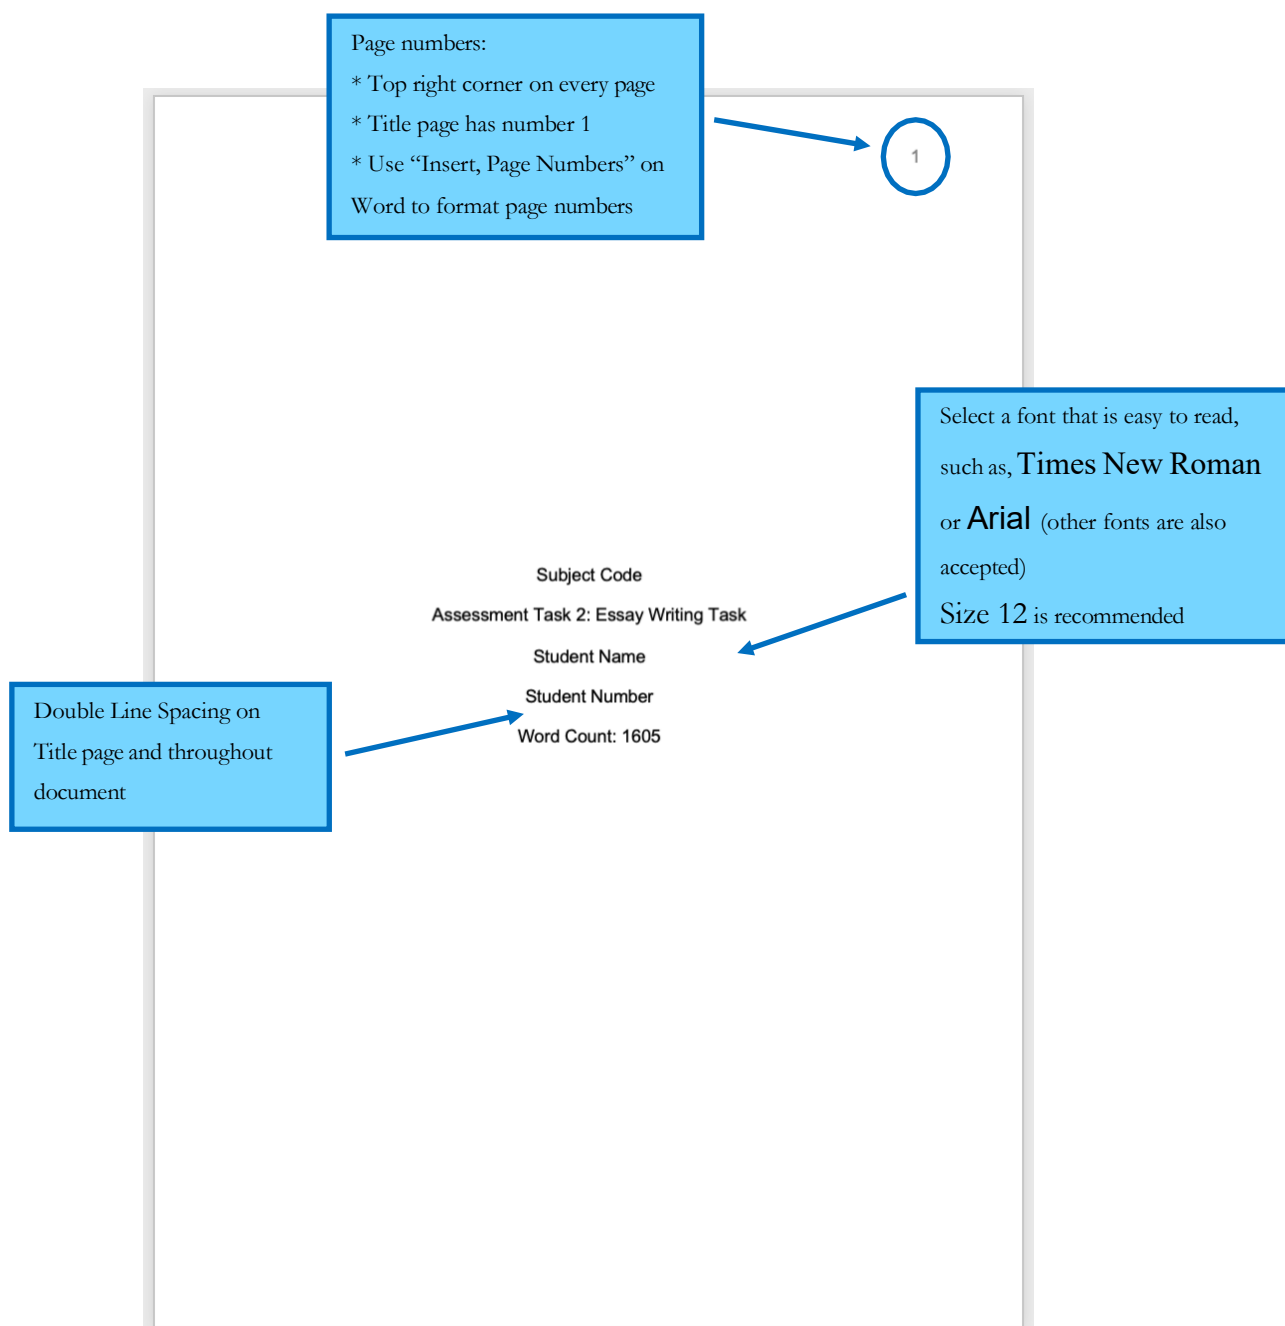 Page numbers:
* Top right corner on every page
* Title page has number 1
* Use “Insert, Page Numbers” on
Word to format page numbers
1
Select a font that is easy to read,
such as, Times New Roman
or Arial (other fonts are also
accepted)
Size 12 is recommended
Subject Code
Assessment Task 2: Essay Writing Task
Student Name
Student Number
Word Count: 1605
Double Line Spacing on
Title page and throughout
document